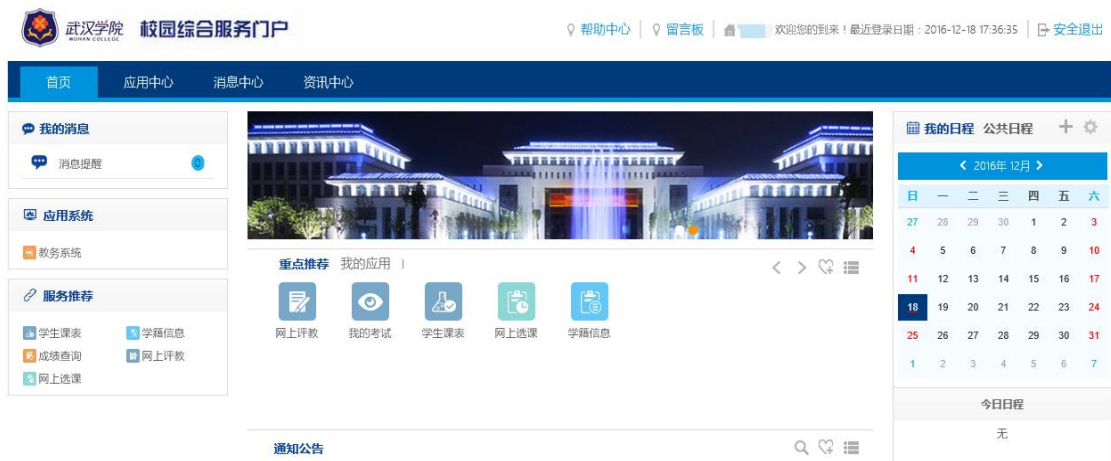 武汉学院 校园综合服务门户
WUHAN COLLEGE
帮助中心 留言板 欢迎您的到来！最近登录日期：2016-12-18 17:36:35 安全退出
首页 应用中心 消息中心 资讯中心
我的消息
消息提醒 0
应用系统
教务系统
服务推荐
学生课表 学籍信息
成绩查询 网上评教
网上选课
重点推荐 我的应用
网上评教 我的考试 学生课表 网上选课 学籍信息
通知公告
我的日程 公共日程
2016年 12月
日 一 二 三 四 五 六
27 28 29 30 1 2 3
4 5 6 7 8 9 10
11 12 13 14 15 16 17
18 19 20 21 22 23 24
25 26 27 28 29 30 31
1 2 3 4 5 6 7
今日日程
无